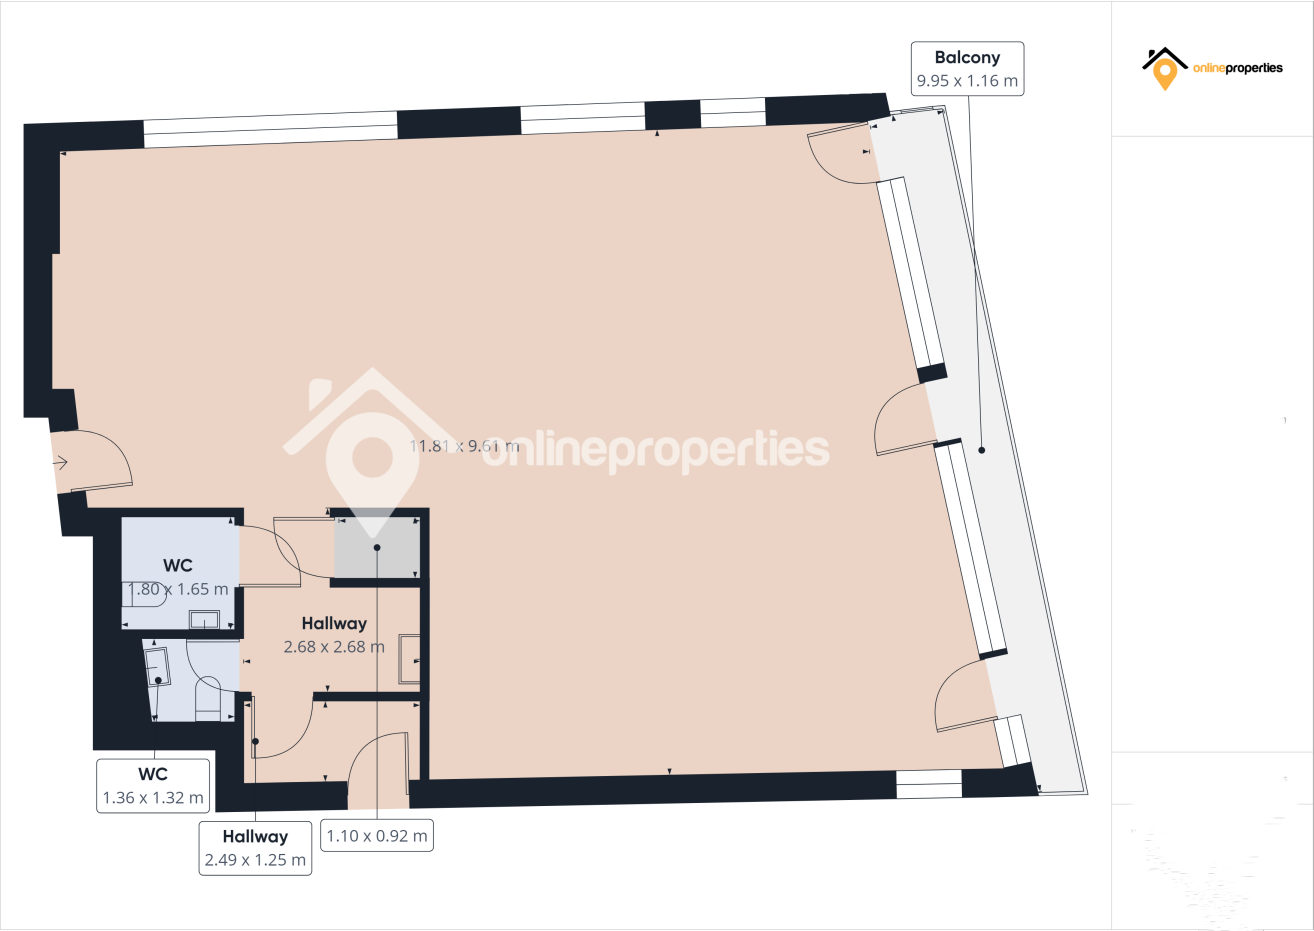 Balcony
9.95 x 1.16 m
onlineproperties
11.81 x 9.61 m
onlineproperties
WC
1.80 x 1.65 m
Hallway
2.68 x 2.68 m
WC
1.36 x 1.32 m
Hallway
2.49 x 1.25 m
1.10 x 0.92 m